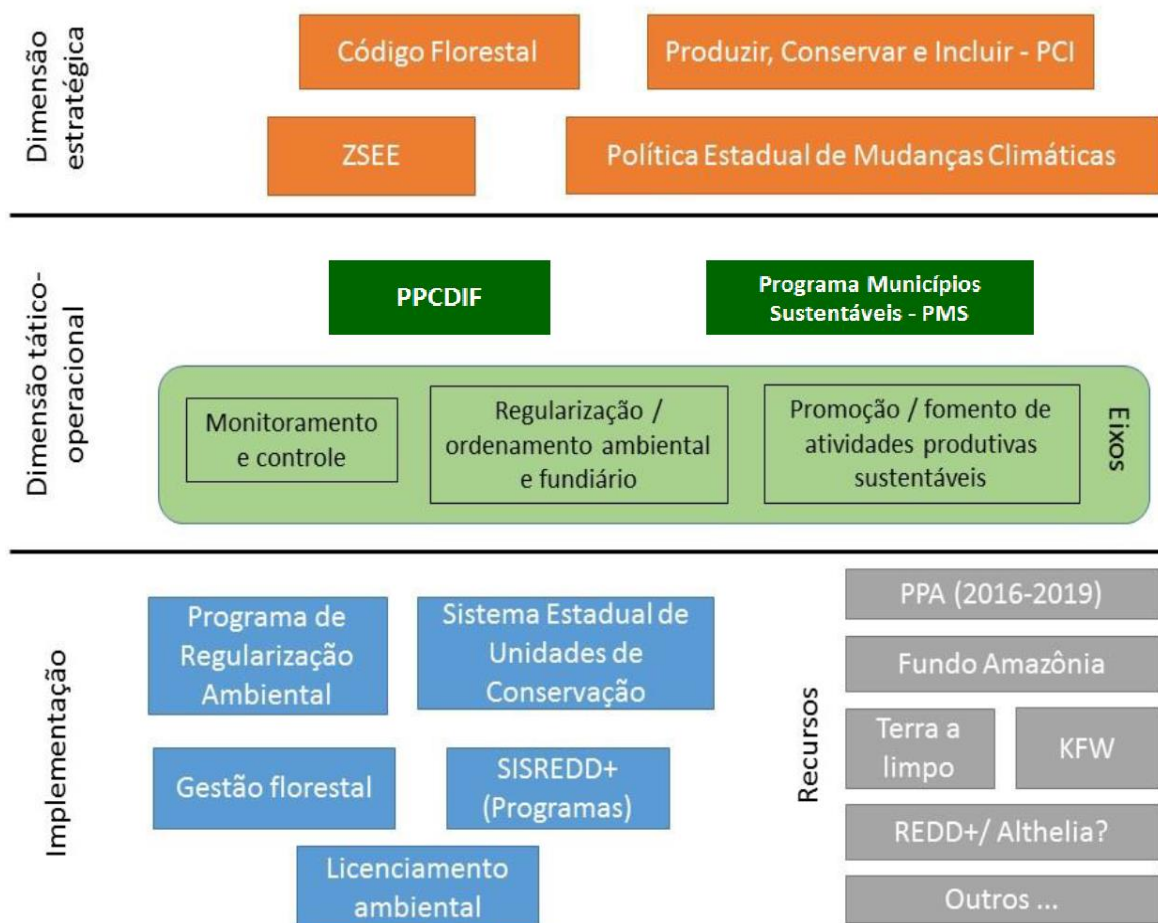 Dimensão
estratégica
Código Florestal
Produzir, Conservar e Incluir - PCI
ZSEE
Política Estadual de Mudanças Climáticas
Dimensão tático-
operacional
PPCDIF
Programa Municípios
Sustentáveis - PMS
Monitoramento
e controle
Regularização /
ordenamento ambiental
e fundiário
Promoção / fomento de
atividades produtivas
sustentáveis
Eixos
Implementação
Programa de
Regularização
Ambiental
Sistema Estadual de
Unidades de
Conservação
Gestão florestal
SISREDD+
(Programas)
Licenciamento
ambiental
Recursos
PPA (2016-2019)
Fundo Amazônia
Terra a
limpo
KFW
REDD+/ Althelia?
Outros ...